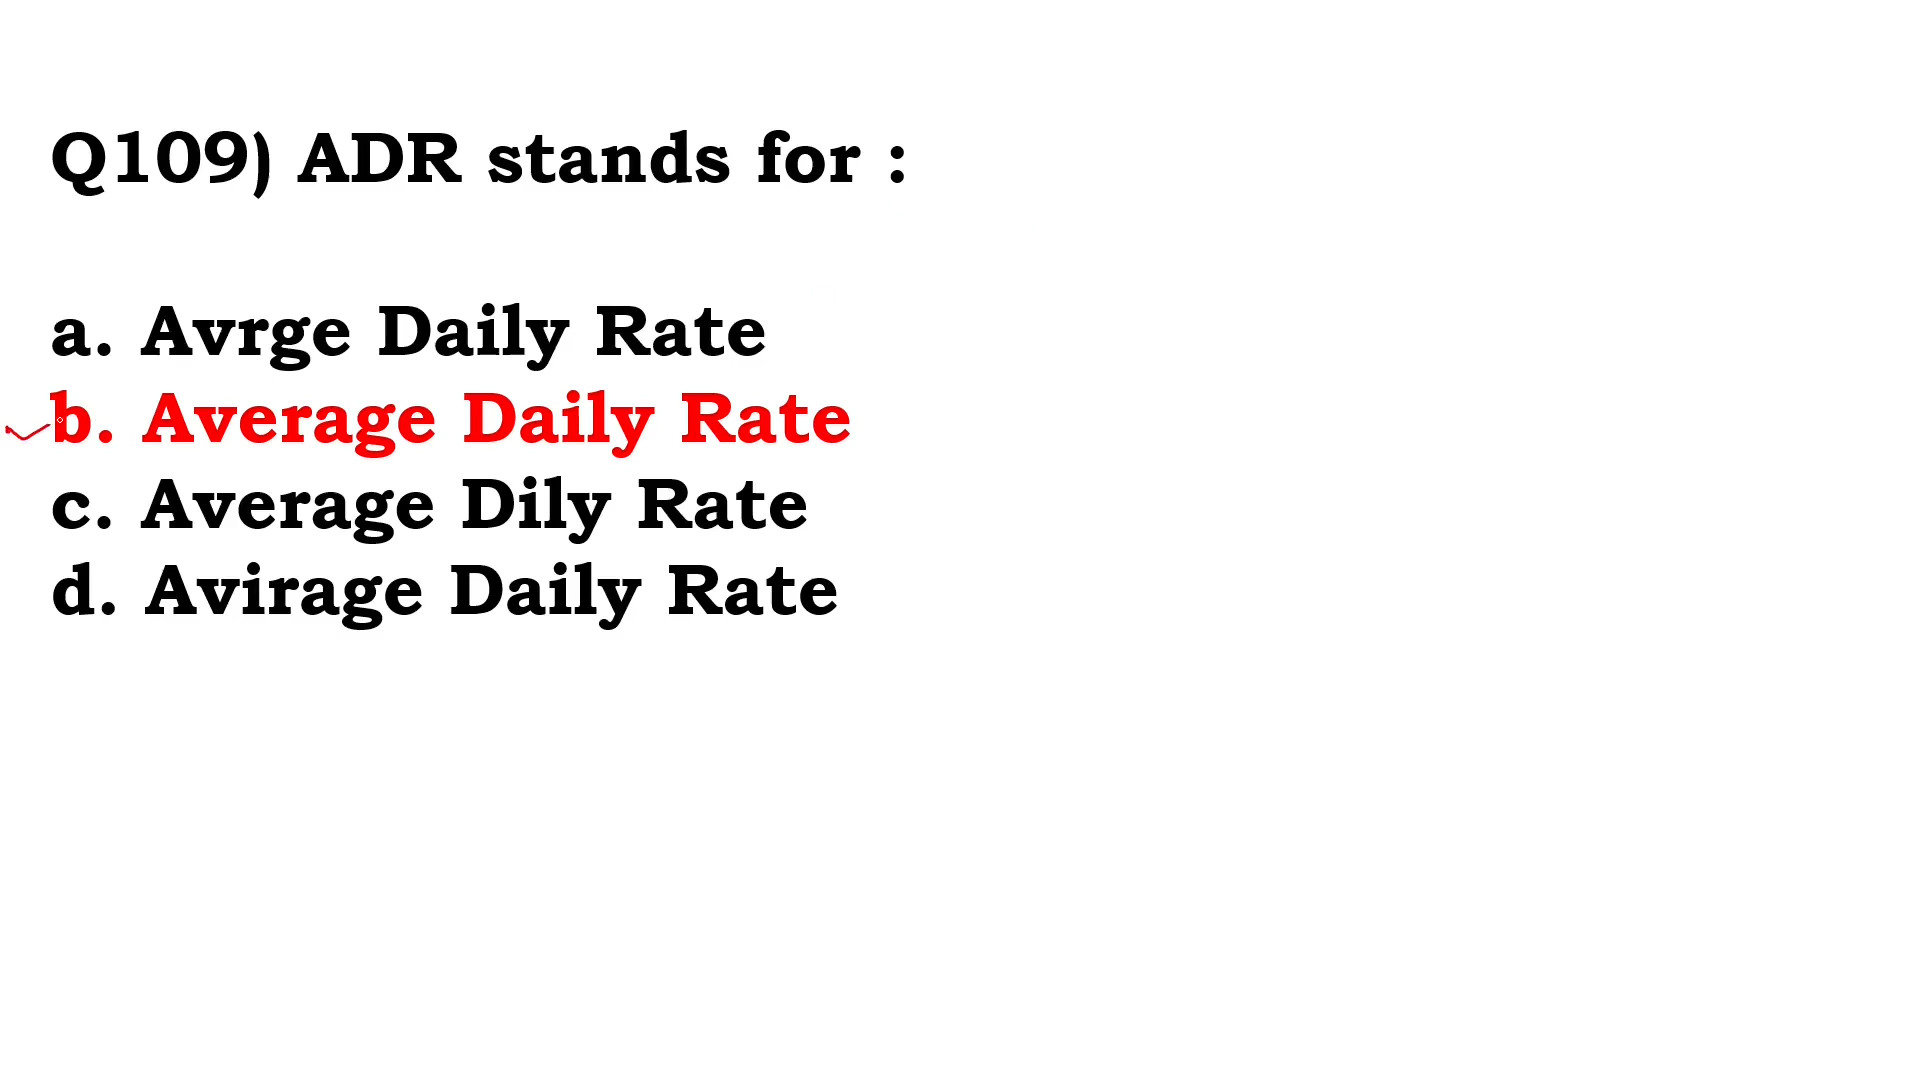 Q109) ADR stands for :
a. Avrge Daily Rate
b. Average Daily Rate
c. Average Dily Rate
d. Avirage Daily Rate